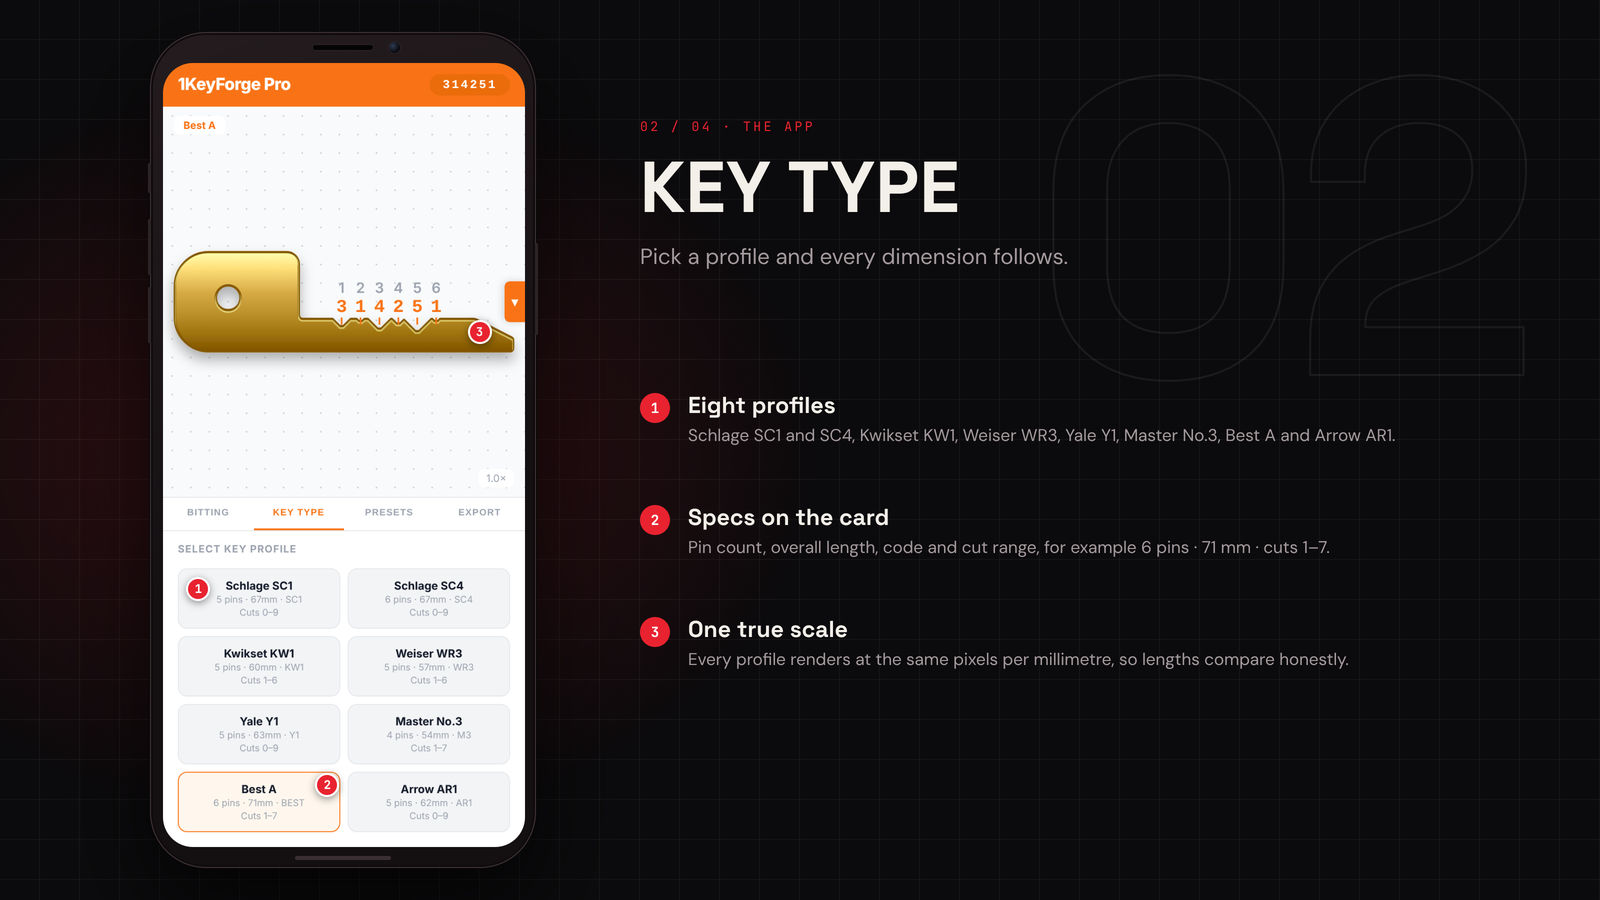 1KeyForge Pro
314251
Best A
1 2 3 4 5 6
3 1 4 2 5 1
3
1.0×
BITTING KEY TYPE PRESETS EXPORT
SELECT KEY PROFILE
1
Schlage SC1
5 pins · 67mm · SC1
Cuts 0–9
Schlage SC4
6 pins · 67mm · SC4
Cuts 0–9
Kwikset KW1
5 pins · 60mm · KW1
Cuts 1–6
Weiser WR3
5 pins · 57mm · WR3
Cuts 1–6
Yale Y1
5 pins · 63mm · Y1
Cuts 0–9
Master No.3
4 pins · 54mm · M3
Cuts 1–7
Best A
2
6 pins · 71mm · BEST
Cuts 1–7
Arrow AR1
5 pins · 62mm · AR1
Cuts 0–9
02
02 / 04 · THE APP
KEY TYPE
Pick a profile and every dimension follows.
1
Eight profiles
Schlage SC1 and SC4, Kwikset KW1, Weiser WR3, Yale Y1, Master No.3, Best A and Arrow AR1.
2
Specs on the card
Pin count, overall length, code and cut range, for example 6 pins · 71 mm · cuts 1–7.
3
One true scale
Every profile renders at the same pixels per millimetre, so lengths compare honestly.